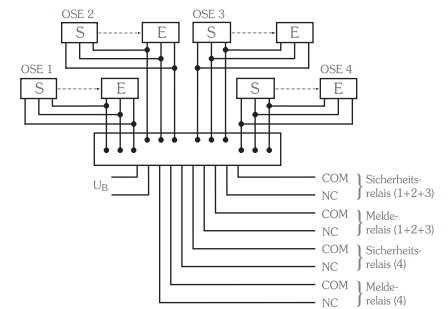 OSE 2
OSE 3
S
E
S
E
OSE 1
OSE 4
S
E
S
E
UB
COM
NC
Sicherheits-
relais (1+2+3)
COM
NC
Melde-
relais (1+2+3)
COM
NC
Sicherheits-
relais (4)
COM
NC
Melde-
relais (4)